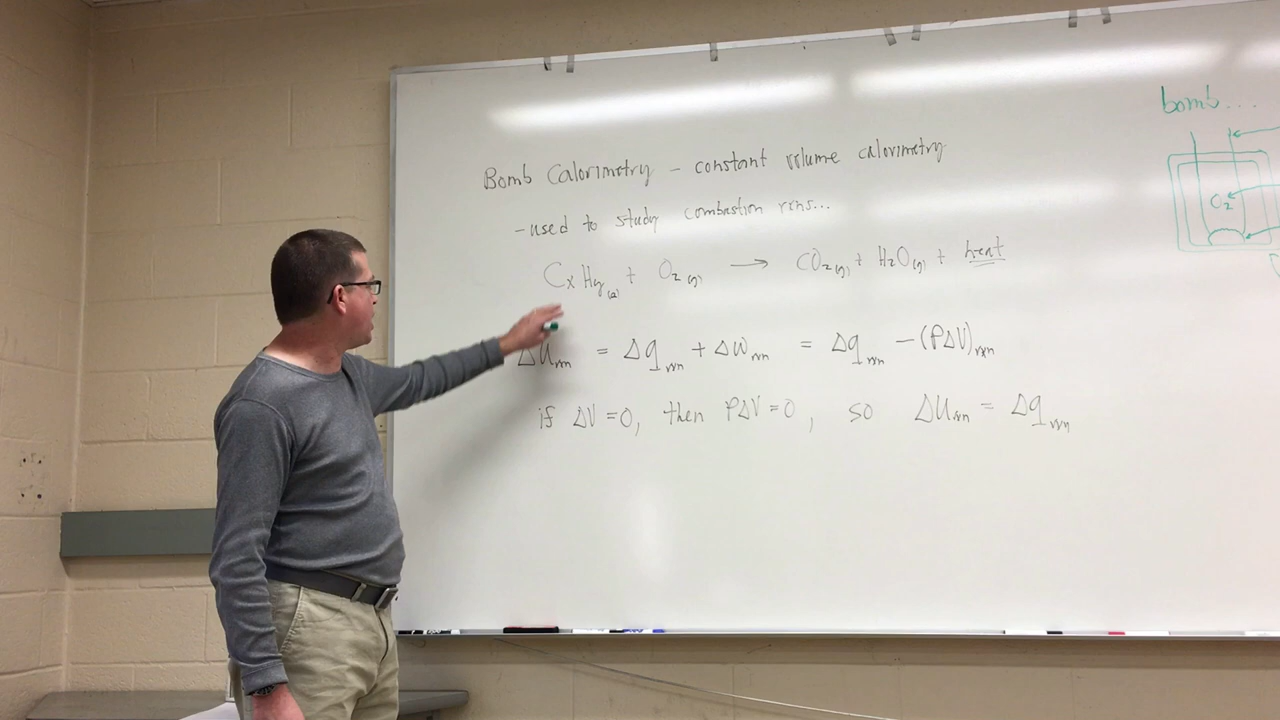 Bomb Calorimetry – constant volume calorimetry
- used to study combustion rxns...
CxHy + O2(g) → CO2(g) + H2O(g) + heat
ΔUrxn = Δqrxn + Δwrxn = Δqrxn – (PΔV)rxn
if ΔV = 0, then PΔV = 0, so ΔUrxn = Δqrxn
bomb...
O2